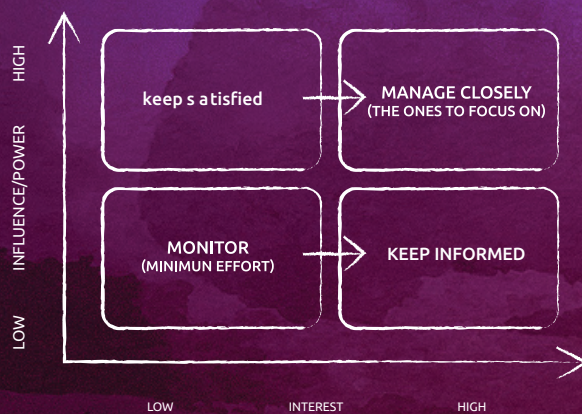 HIGH
keep s atisfied
MANAGE CLOSELY
(THE ONES TO FOCUS ON)
INFLUENCE/POWER
MONITOR
(MINIMUN EFFORT)
KEEP INFORMED
LOW
LOW
INTEREST
HIGH